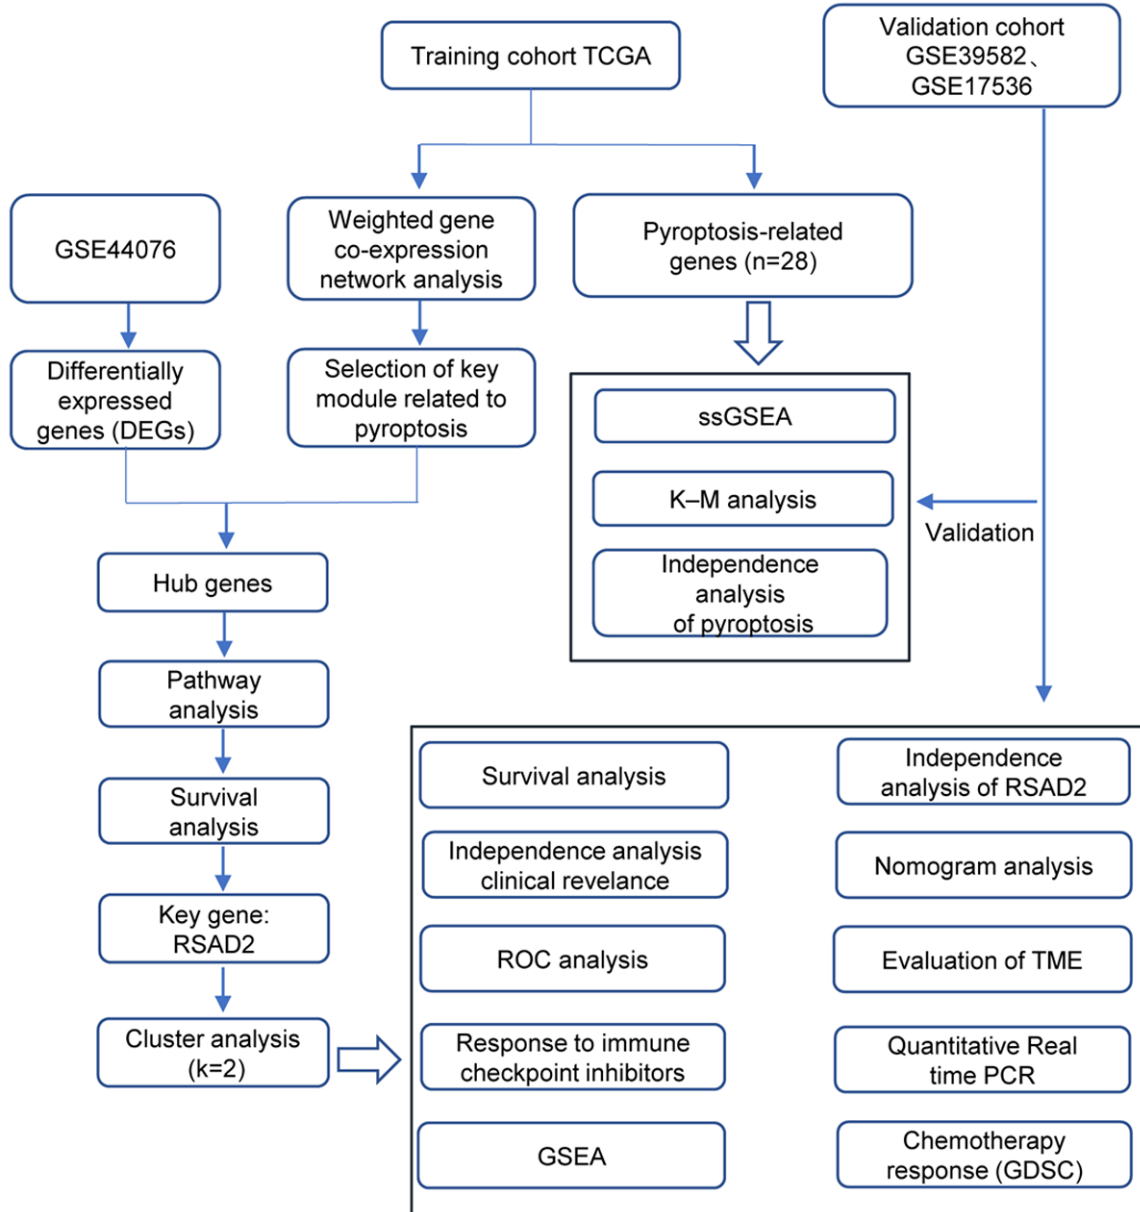 Training cohort TCGA
Validation cohort
GSE39582、
GSE17536
GSE44076
Weighted gene
co-expression
network analysis
Pyroptosis-related
genes (n=28)
Differentially
expressed
genes (DEGs)
Selection of key
module related to
pyroptosis
ssGSEA
K–M analysis
Independence
analysis
of pyroptosis
Validation
Hub genes
Pathway
analysis
Survival
analysis
Key gene:
RSAD2
Cluster analysis
(k=2)
Survival analysis
Independence
analysis of RSAD2
Independence analysis
clinical revelance
Nomogram analysis
ROC analysis
Evaluation of TME
Response to immune
checkpoint inhibitors
Quantitative Real
time PCR
GSEA
Chemotherapy
response (GDSC)